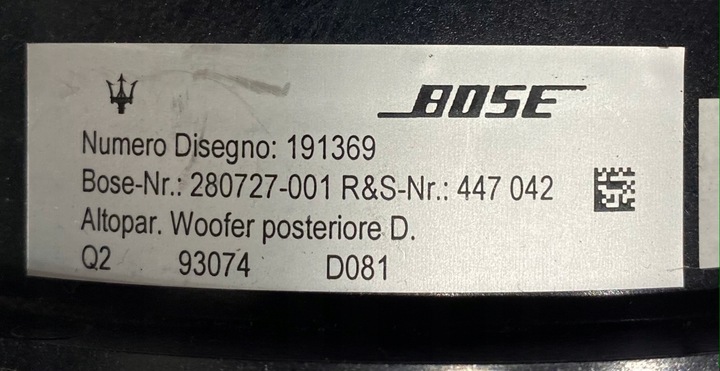 BOSE
Numero Disegno: 191369
Bose-Nr.: 280727-001 R&S-Nr.: 447 042
Altopar. Woofer posteriore D.
Q2 93074 D081